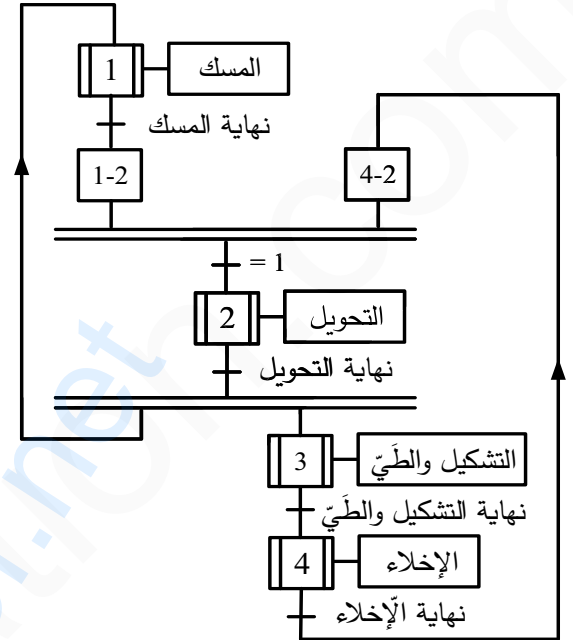 1 المسك
نهاية المسك
1-2
4-2
= 1
2 التحويل
نهاية التحويل
3 التشكيل والطَيّ
نهاية التشكيل والطَيّ
4 الإخلاء
نهاية الإخلاء